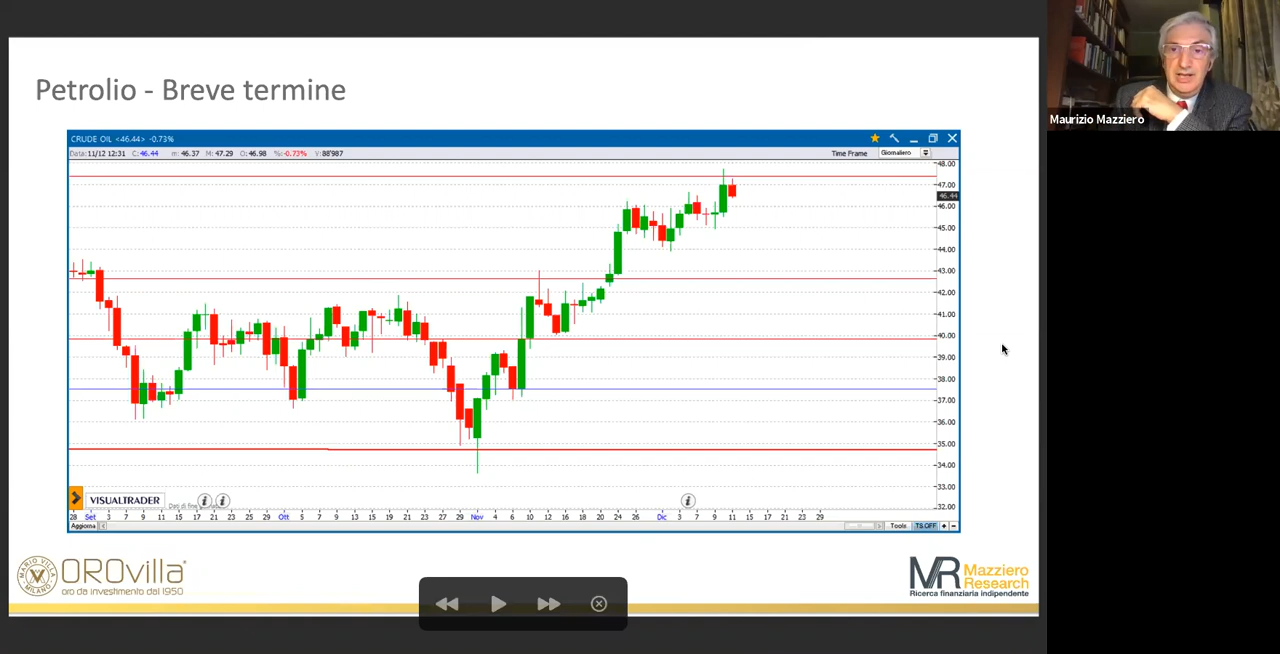 Petrolio - Breve termine
Maurizio Mazziero
CRUDE OIL <46.44> -0.73%
Data: 11/12 12:31 C: 46.44 m: 46.37 M: 47.29 O: 46.98 %:-0.73% V: 88'987
Time Frame Giornaliero
48.00
47.00
46.44
46.00
45.00
44.00
43.00
42.00
41.00
40.00
39.00
38.00
37.00
36.00
35.00
34.00
33.00
32.00
VISUALTRADER
Dati di fine
28 Set 3 7 9 11 15 17 21 23 25 29 Ott 5 7 9 13 15 19 21 23 27 29 Nov 4 6 10 12 16 18 20 24 26 Dic 3 7 9 11 15 17 21 23 29
Aggiorna
Tools TS OFF
MARIO VILLA MILANO
OROvilla
oro da investimento dal 1950
MR Mazziero
Research
Ricerca finanziaria indipendente